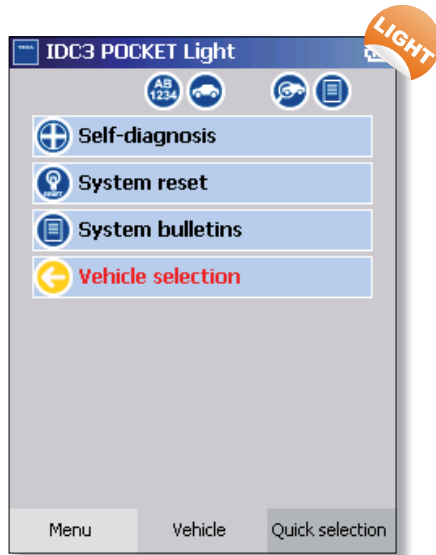 LIGHT
TEXA IDC3 POCKET Light
AB
1234
Self-diagnosis
RESET System reset
System bulletins
Vehicle selection
Menu Vehicle Quick selection